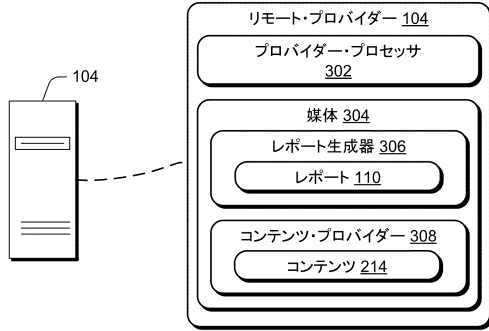 104
リモート・プロバイダー 104
プロバイダー・プロセッサ
302
媒体 304
レポート生成器 306
レポート 110
コンテンツ・プロバイダー 308
コンテンツ 214